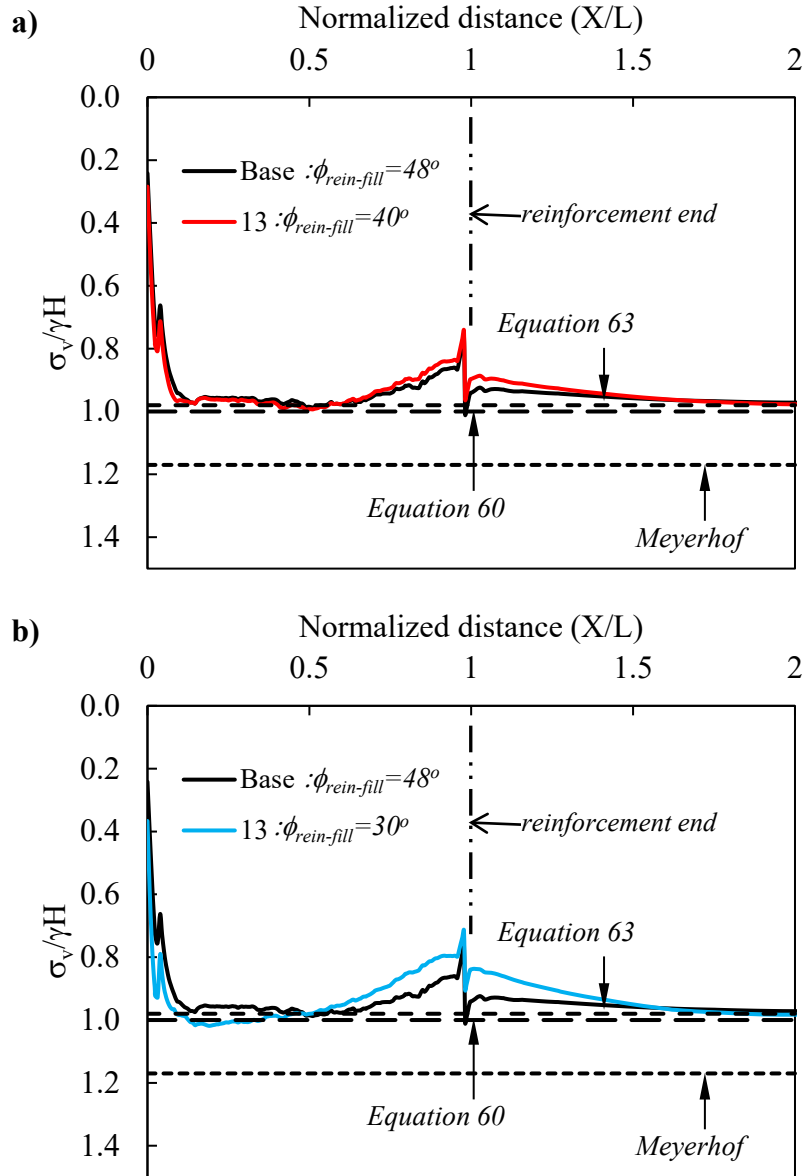 a)
Normalized distance (X/L)
0 0.5 1 1.5 2
0.0
0.2
0.4
0.6
0.8
1.0
1.2
1.4
σv/γH
Base :ϕrein-fill=48º
13 :ϕrein-fill=40º
reinforcement end
Equation 63
Equation 60
Meyerhof
b)
Normalized distance (X/L)
0 0.5 1 1.5 2
0.0
0.2
0.4
0.6
0.8
1.0
1.2
1.4
σv/γH
Base :ϕrein-fill=48º
13 :ϕrein-fill=30º
reinforcement end
Equation 63
Equation 60
Meyerhof